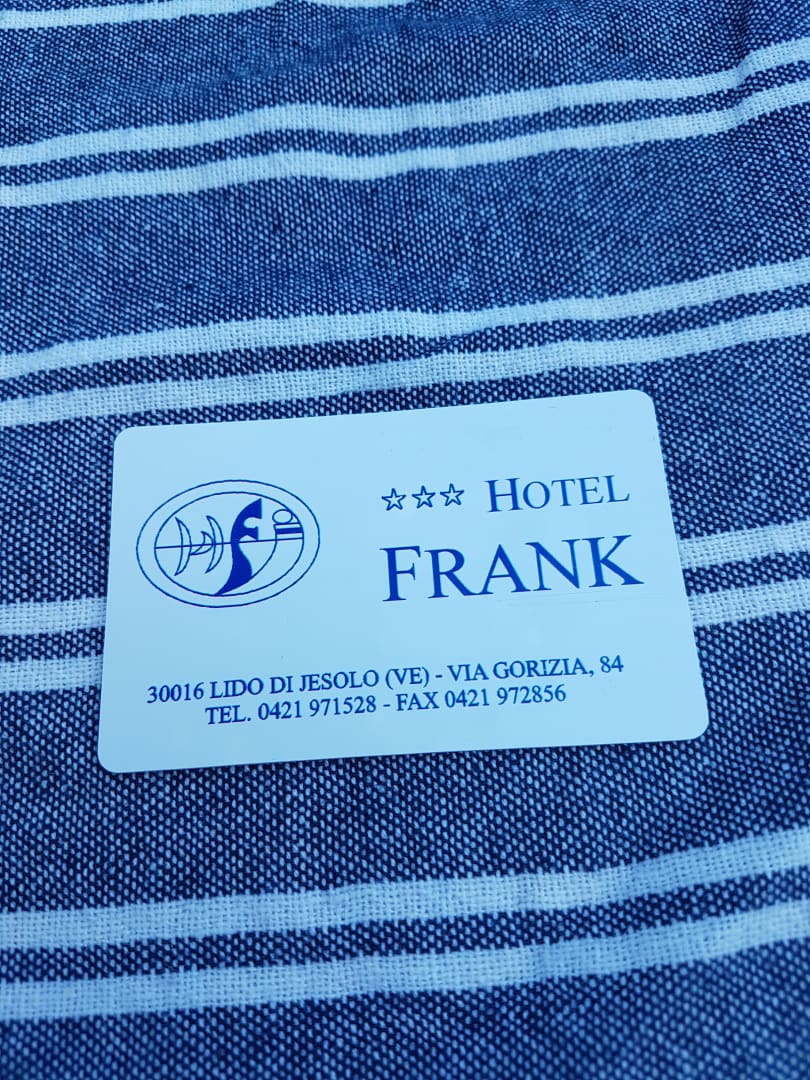 ☆☆☆ HOTEL
FRANK
30016 LIDO DI JESOLO (VE) - VIA GORIZIA, 84
TEL. 0421 971528 - FAX 0421 972856